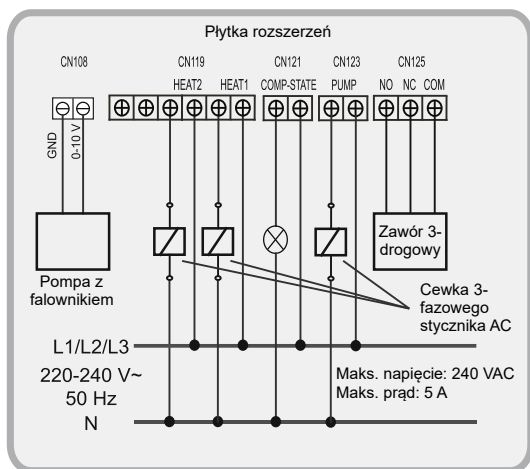 Płytka rozszerzeń
CN108 CN119 CN121 CN123 CN125
HEAT2 HEAT1 COMP-STATE PUMP NO NC COM
GND
0-10 V
Pompa z
falownikiem
Zawór 3-
drogowy
Cewka 3-
fazowego
stycznika AC
L1/L2/L3
220-240 V~
50 Hz
N
Maks. napięcie: 240 VAC
Maks. prąd: 5 A